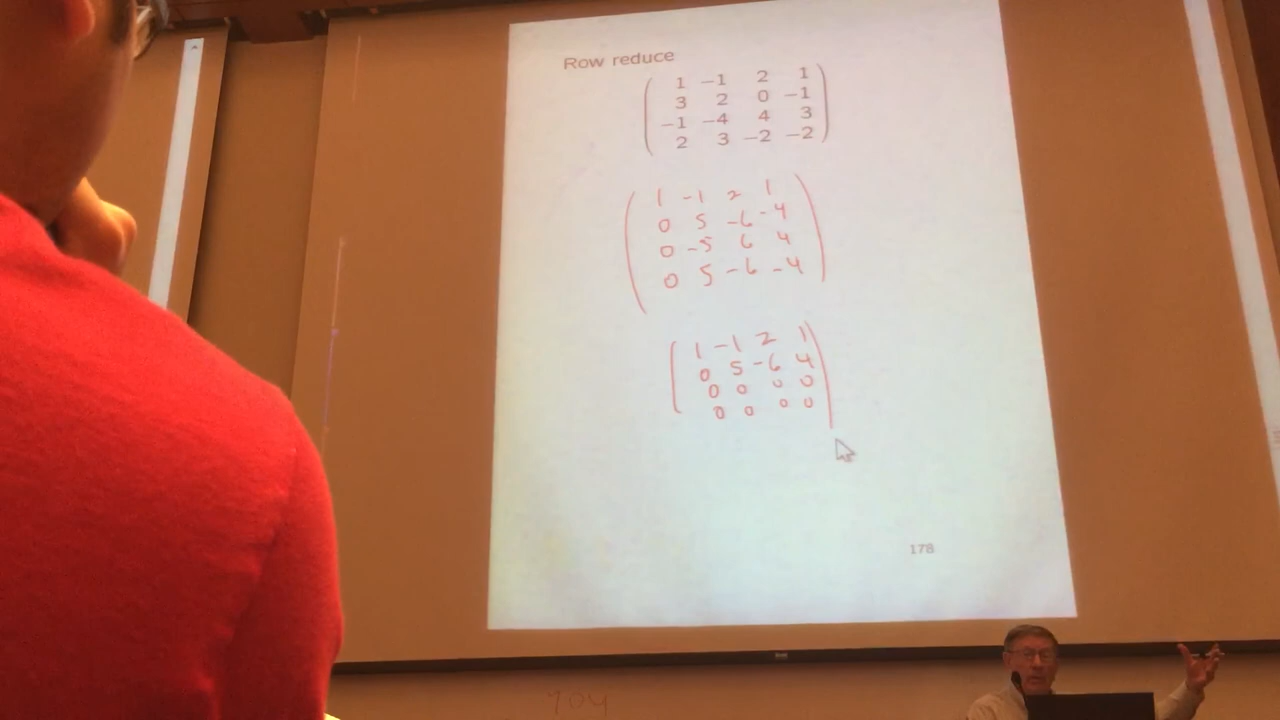 Row reduce
1 −1 2 1
3 2 0 −1
−1 −4 4 3
2 3 −2 −2
1 -1 2 1
0 5 -6 -4
0 -5 6 4
0 5 -6 -4
1 -1 2 1
0 5 -6 4
0 0 0 0
0 0 0 0
178